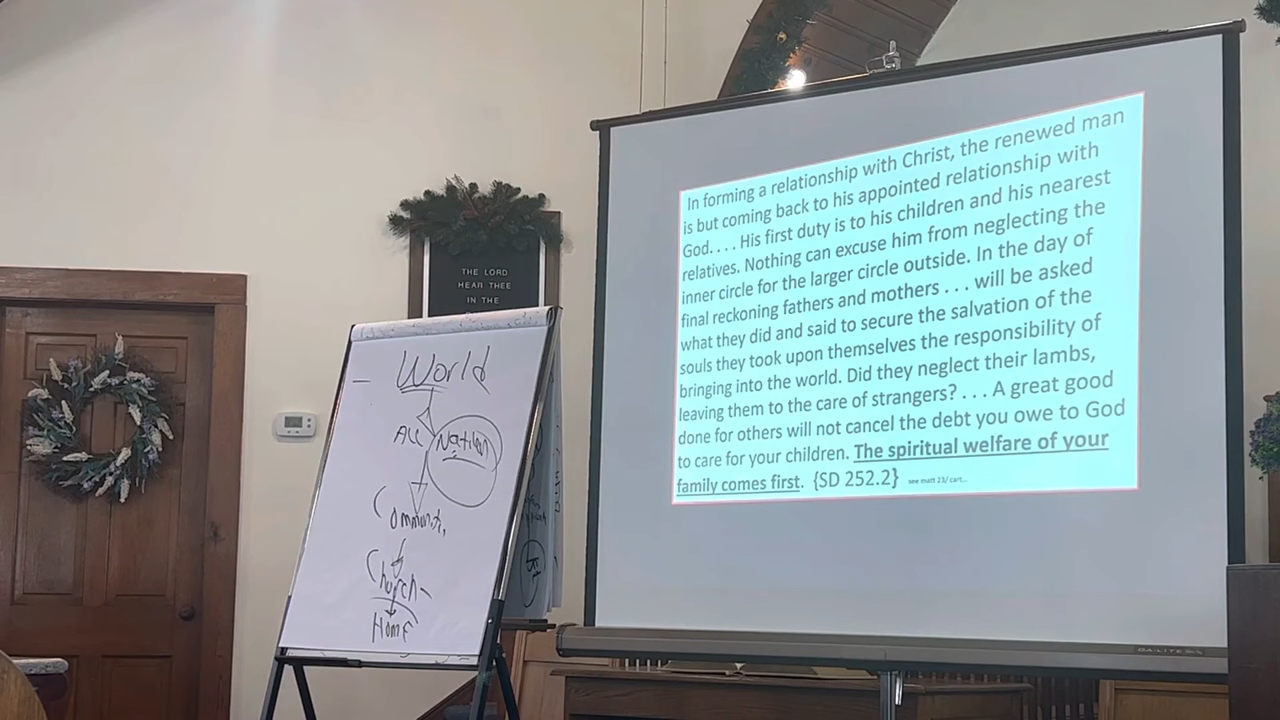 THE LORD
HEAR THEE
IN THE
World
All Nation
Community
Church
Home
In forming a relationship with Christ, the renewed man
is but coming back to his appointed relationship with
God. . . . His first duty is to his children and his nearest
relatives. Nothing can excuse him from neglecting the
inner circle for the larger circle outside. In the day of
final reckoning fathers and mothers . . . will be asked
what they did and said to secure the salvation of the
souls they took upon themselves the responsibility of
bringing into the world. Did they neglect their lambs,
leaving them to the care of strangers? . . . A great good
done for others will not cancel the debt you owe to God
to care for your children. The spiritual welfare of your
family comes first. {SD 252.2} see matt 23/ cart...
DA-LITE